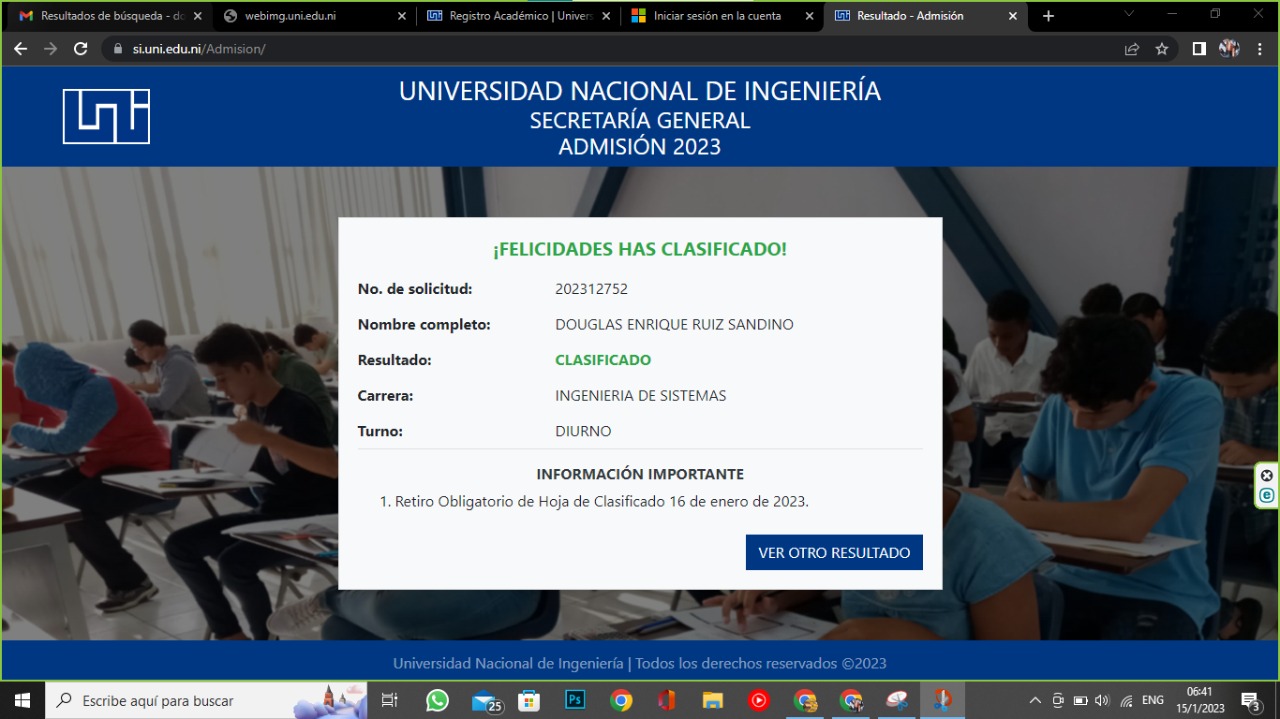 Resultados de búsqueda - do
webimg.uni.edu.ni
Registro Académico | Univers
Iniciar sesión en la cuenta
Resultado - Admisión
si.uni.edu.ni/Admision/
UNIVERSIDAD NACIONAL DE INGENIERÍA
SECRETARÍA GENERAL
ADMISIÓN 2023
¡FELICIDADES HAS CLASIFICADO!
No. de solicitud: 202312752
Nombre completo: DOUGLAS ENRIQUE RUIZ SANDINO
Resultado: CLASIFICADO
Carrera: INGENIERIA DE SISTEMAS
Turno: DIURNO
INFORMACIÓN IMPORTANTE
1. Retiro Obligatorio de Hoja de Clasificado 16 de enero de 2023.
VER OTRO RESULTADO
Universidad Nacional de Ingeniería | Todos los derechos reservados ©2023
Escribe aquí para buscar
25
Ps
ENG
06:41
15/1/2023
3